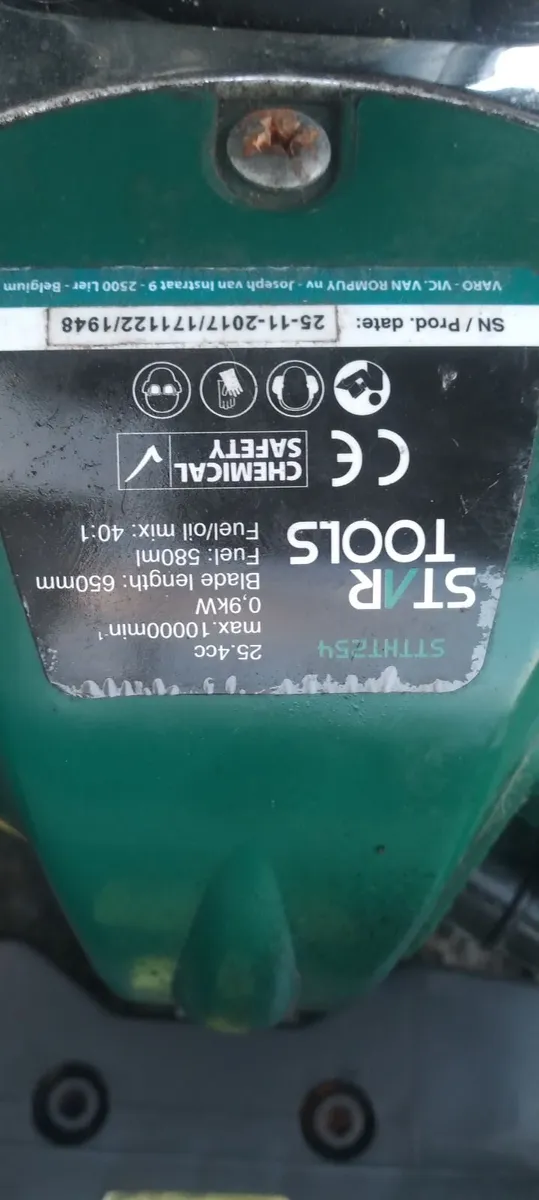 STTHT254
STAR
TOOLS
25.4cc
max.10000min⁻¹
0,9kW
Blade length: 650mm
Fuel: 580ml
Fuel/oil mix: 40:1
CE
CHEMICAL
SAFETY
SN / Prod. date: 25-11-2017/171122/1948
VARO - VIC. VAN ROMPUY nv - Joseph van Instraat 9 - 2500 Lier - Belgium